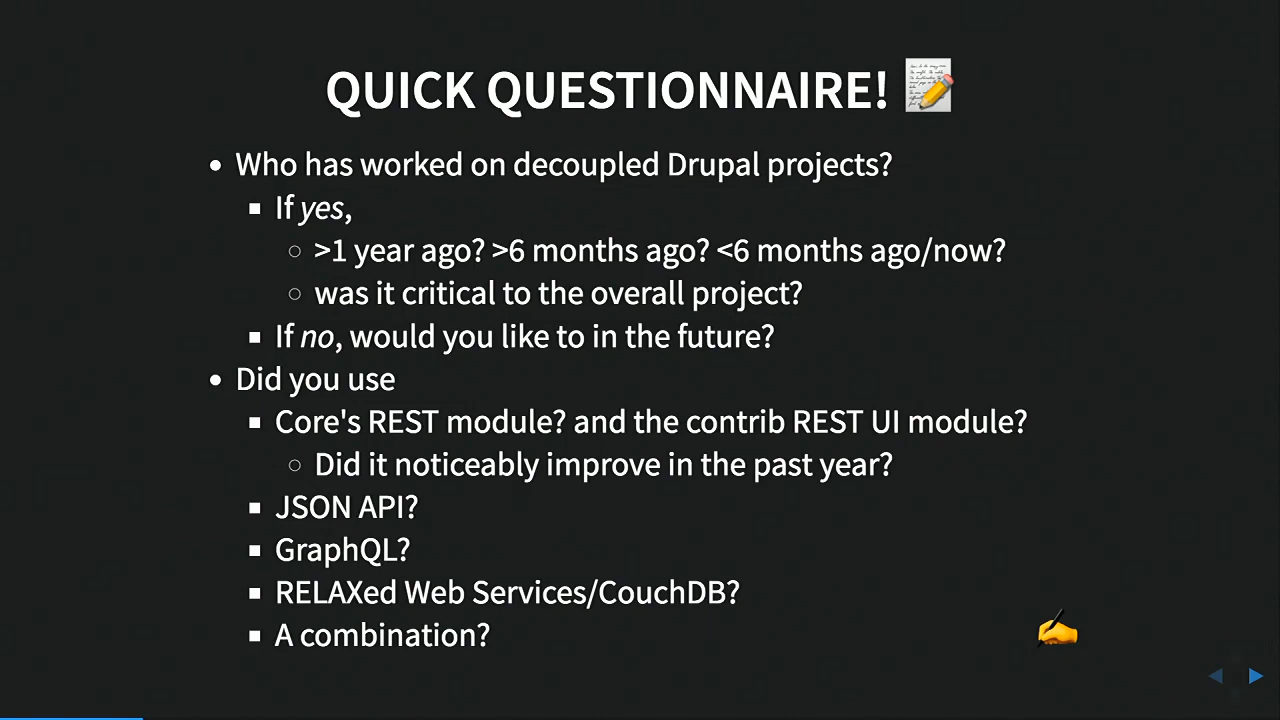 QUICK QUESTIONNAIRE! 📝
Who has worked on decoupled Drupal projects?
If yes,
>1 year ago? >6 months ago? <6 months ago/now?
was it critical to the overall project?
If no, would you like to in the future?
Did you use
Core's REST module? and the contrib REST UI module?
Did it noticeably improve in the past year?
JSON API?
GraphQL?
RELAXed Web Services/CouchDB?
A combination?